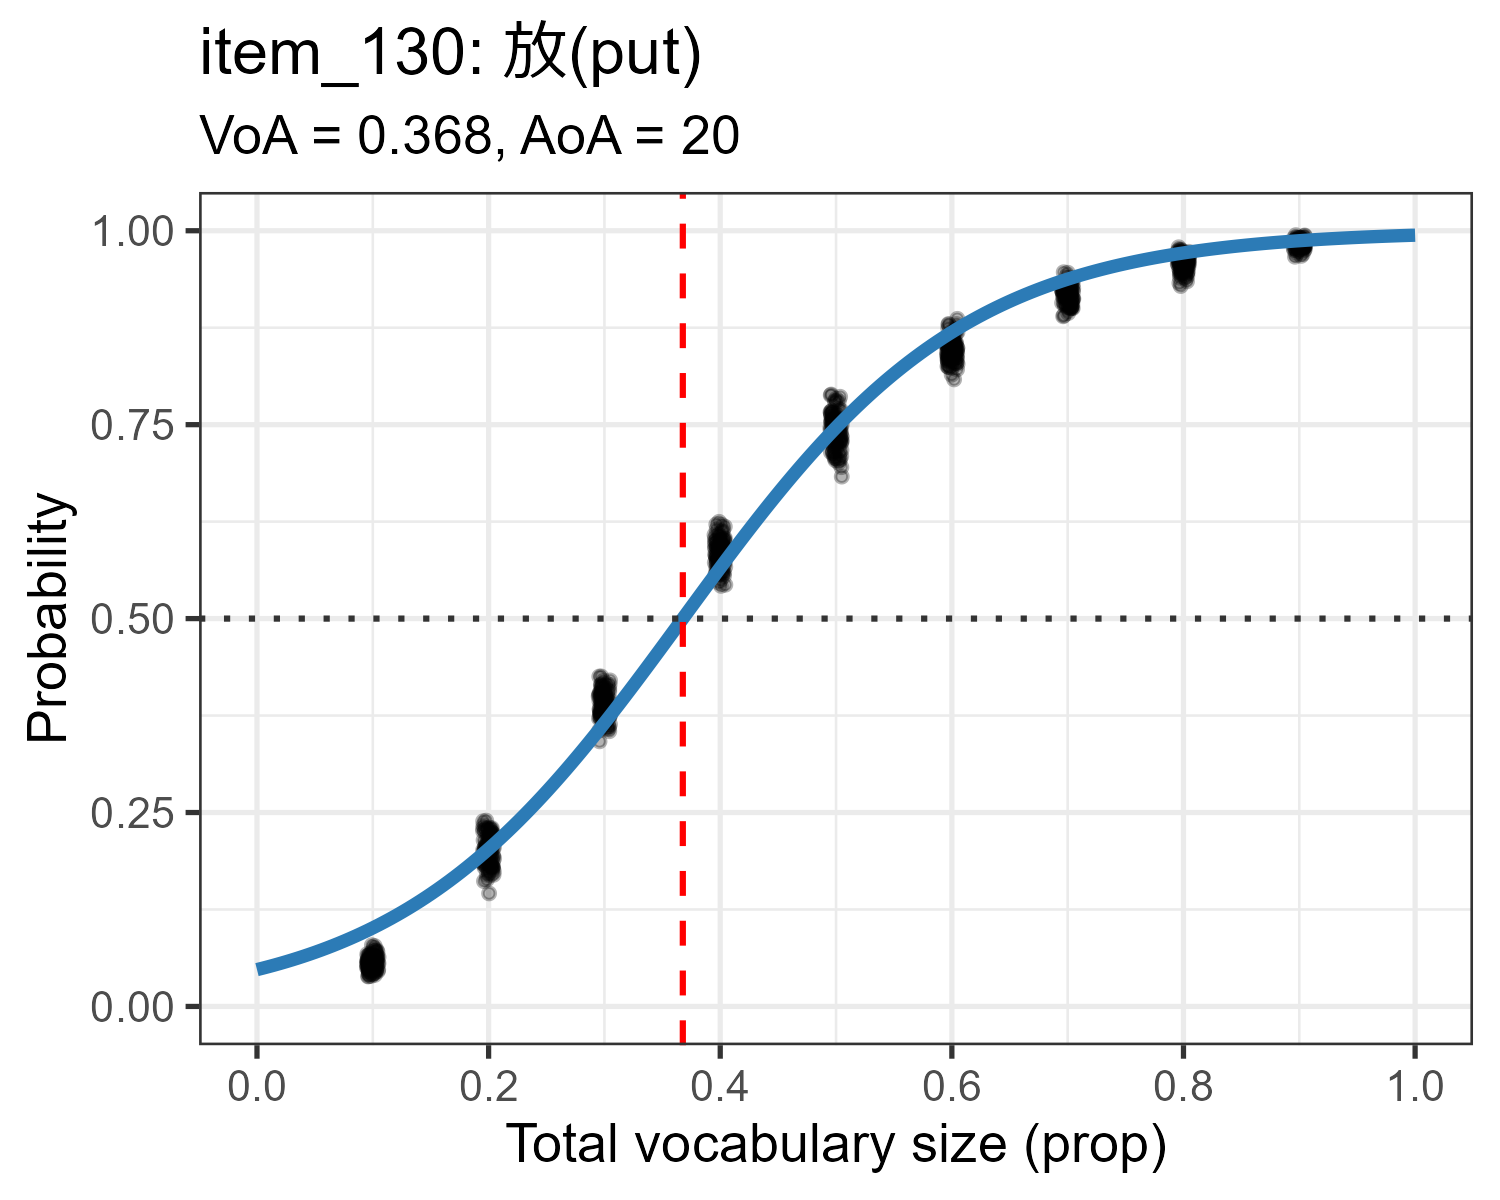 item_130: 放(put)
VoA = 0.368, AoA = 20
Probability
1.00
0.75
0.50
0.25
0.00
0.0 0.2 0.4 0.6 0.8 1.0
Total vocabulary size (prop)